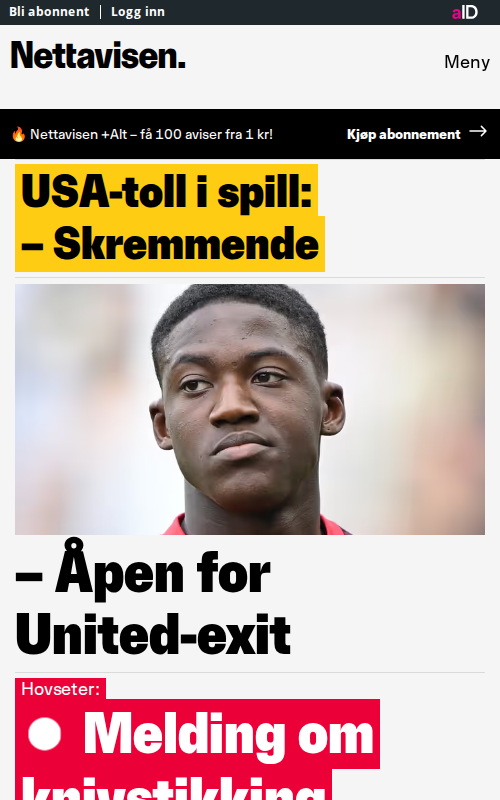 Bli abonnent | Logg inn
aID
Nettavisen.
Meny
🔥 Nettavisen +Alt – få 100 aviser fra 1 kr!
Kjøp abonnement →
USA-toll i spill:
– Skremmende
– Åpen for
United-exit
Hovseter:
Melding om
knivstikking